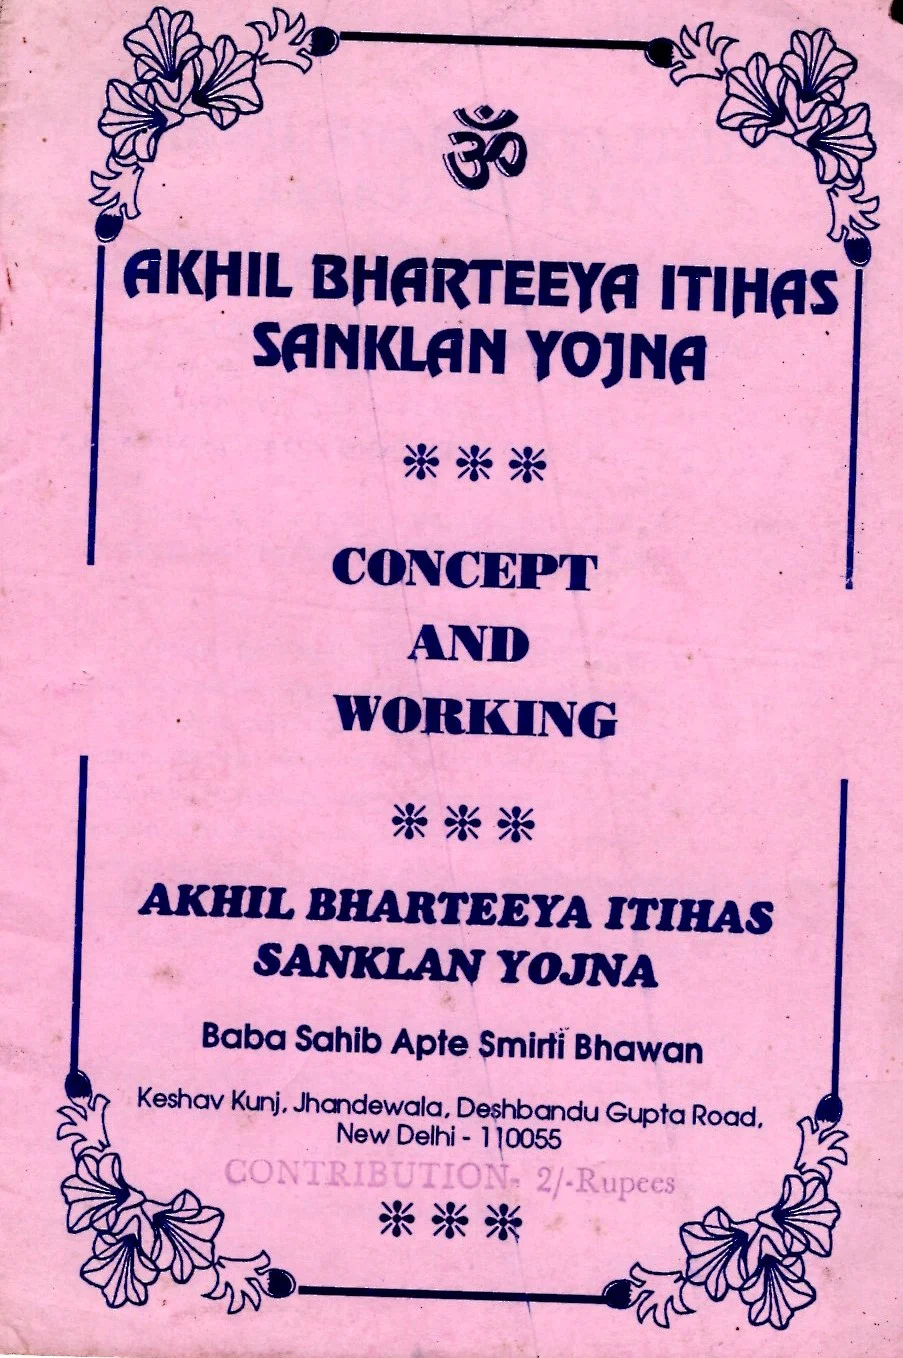 ॐ
AKHIL BHARTEEYA ITIHAS
SANKLAN YOJNA
CONCEPT
AND
WORKING
AKHIL BHARTEEYA ITIHAS
SANKLAN YOJNA
Baba Sahib Apte Smirti Bhawan
Keshav Kunj, Jhandewala, Deshbandu Gupta Road,
New Delhi - 110055
CONTRIBUTION- 2/-Rupees